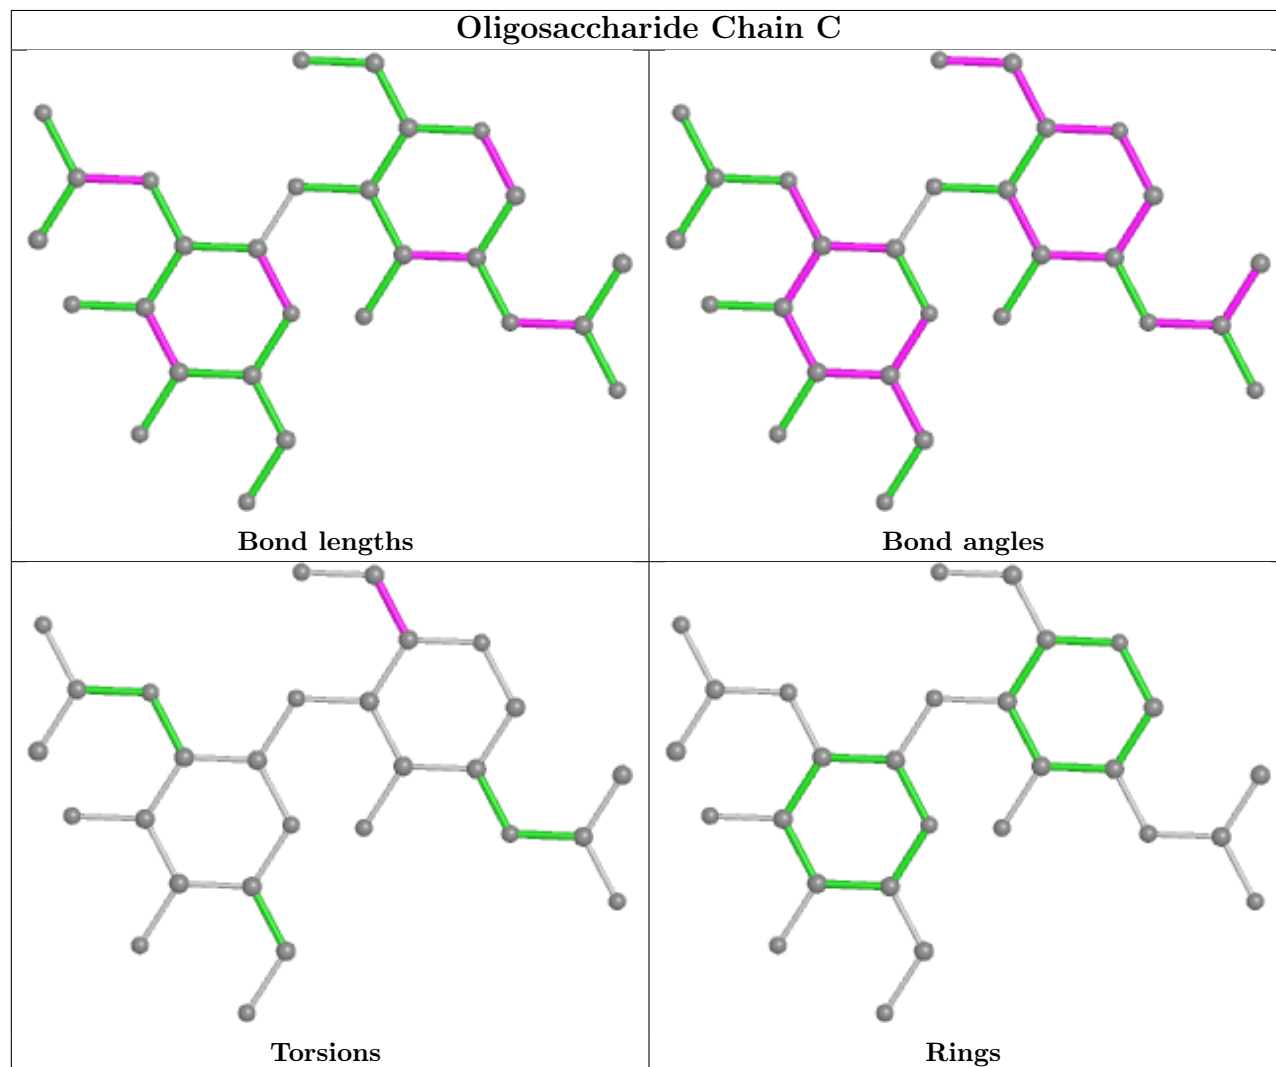 Oligosaccharide Chain C
Bond lengths
Bond angles
Torsions
Rings